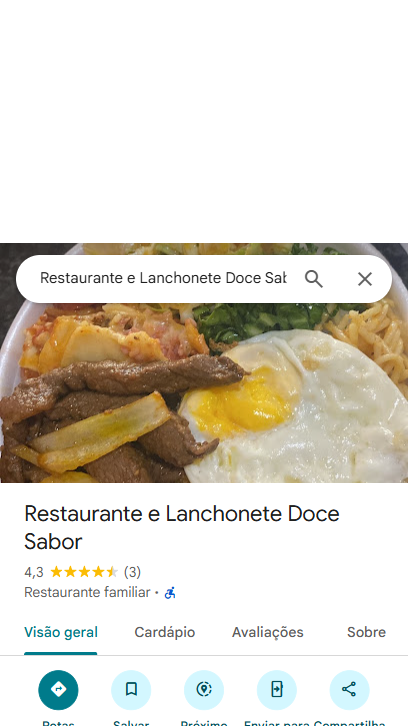 Restaurante e Lanchonete Doce Sab
Restaurante e Lanchonete Doce
Sabor
4,3 (3)
Restaurante familiar ·
Visão geral Cardápio Avaliações Sobre
Rotas Salvar Próximo Enviar para Compartilha